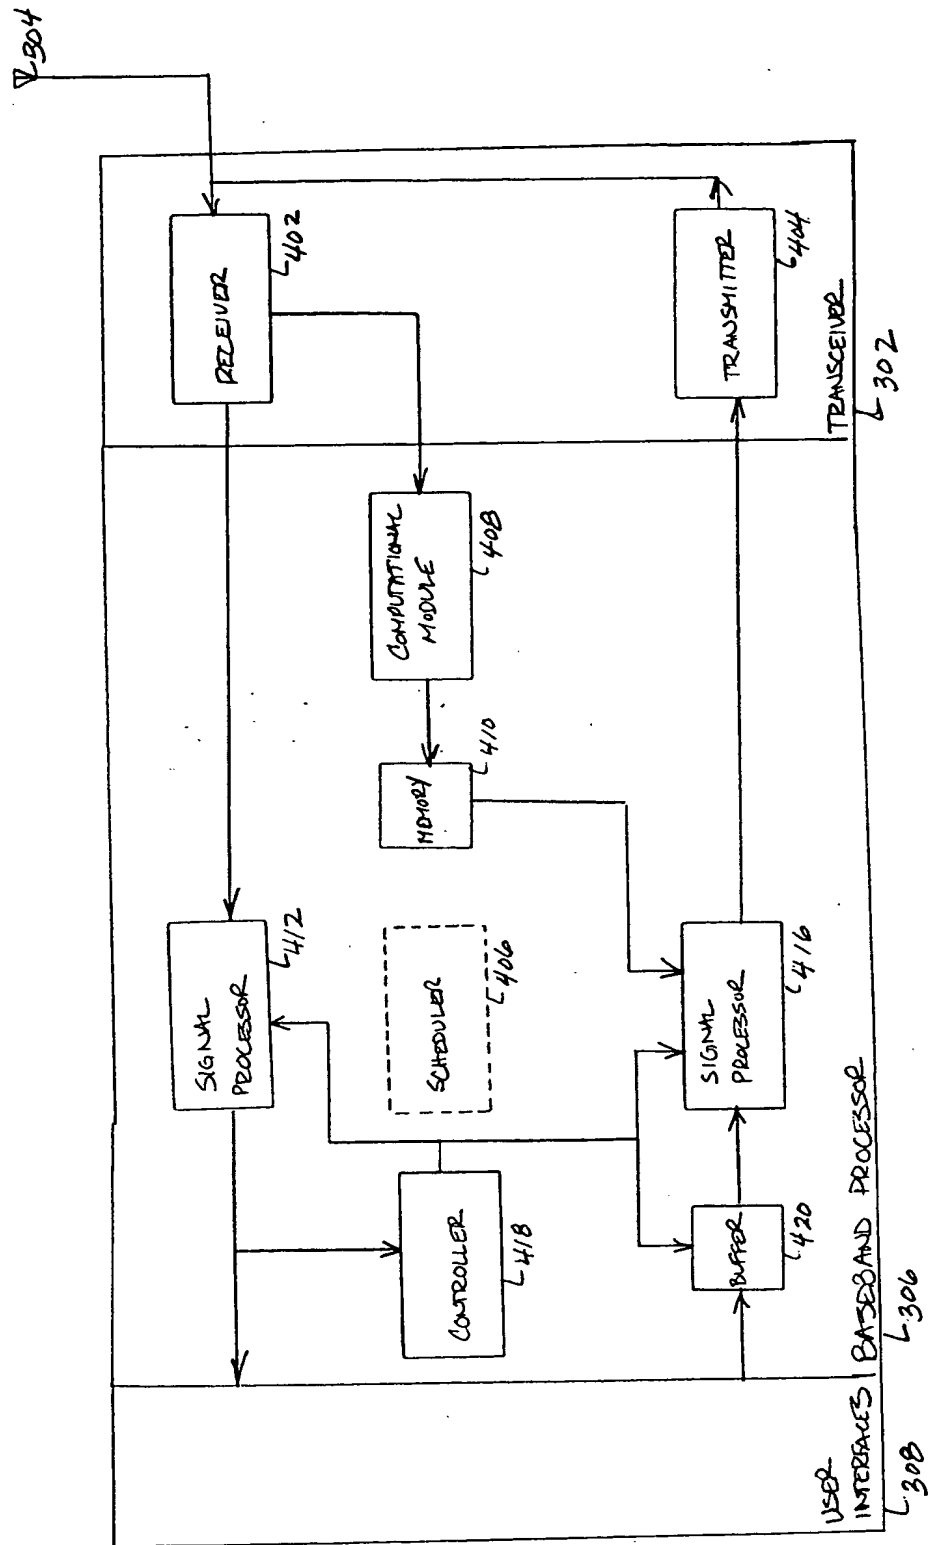 304
RECEIVER
402
TRANSMITTER
404
TRANSCEIVER
302
COMPUTATIONAL
MODULE
408
MEMORY
410
SIGNAL
PROCESSOR
412
SCHEDULER
406
SIGNAL
PROCESSOR
416
CONTROLLER
418
BUFFER
420
BASEBAND PROCESSOR
306
USER
INTERFACES
308